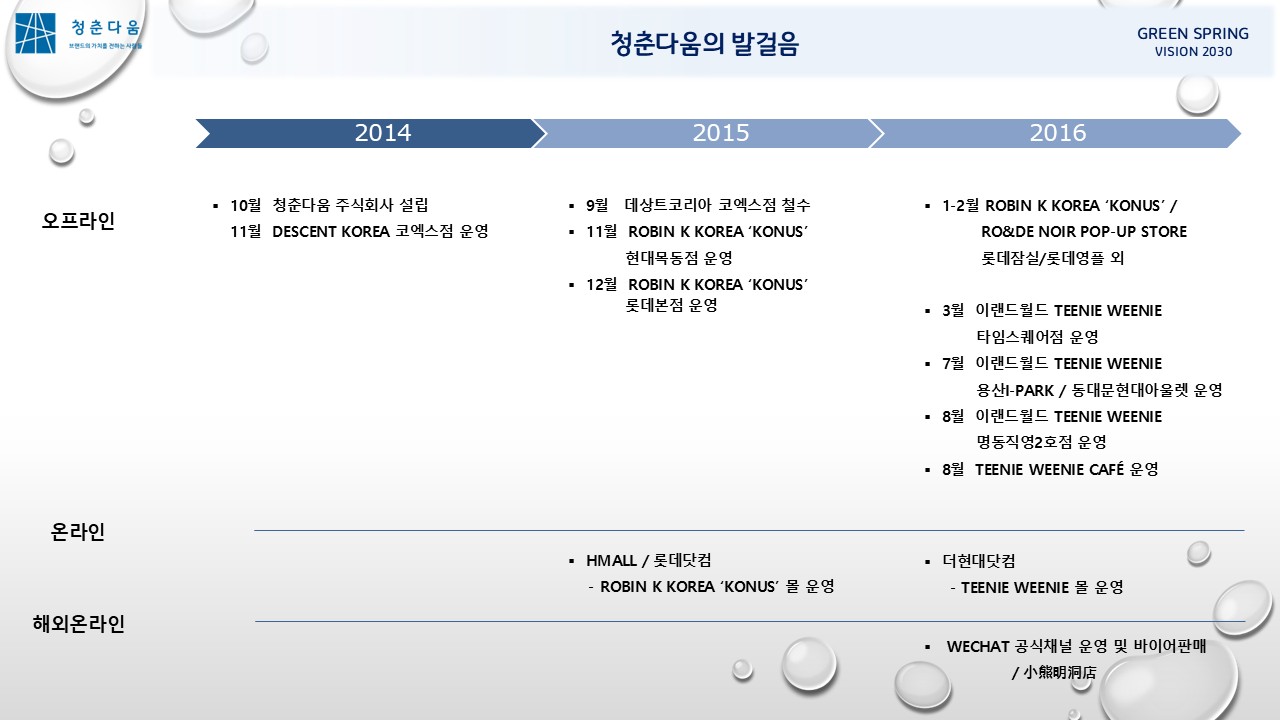 청춘다움
브랜드의 가치를 전하는 사람들
청춘다움의 발걸음
GREEN SPRING
VISION 2030
2014
2015
2016
오프라인
▪ 10월 청춘다움 주식회사 설립
11월 DESCENT KOREA 코엑스점 운영
▪ 9월 데상트코리아 코엑스점 철수
▪ 11월 ROBIN K KOREA ‘KONUS’
현대목동점 운영
▪ 12월 ROBIN K KOREA ‘KONUS’
롯데본점 운영
▪ 1-2월 ROBIN K KOREA ‘KONUS’ /
RO&DE NOIR POP-UP STORE
롯데잠실/롯데영플 외
▪ 3월 이랜드월드 TEENIE WEENIE
타임스퀘어점 운영
▪ 7월 이랜드월드 TEENIE WEENIE
용산I-PARK / 동대문현대아울렛 운영
▪ 8월 이랜드월드 TEENIE WEENIE
명동직영2호점 운영
▪ 8월 TEENIE WEENIE CAFÉ 운영
온라인
▪ HMALL / 롯데닷컴
- ROBIN K KOREA ‘KONUS’ 몰 운영
▪ 더현대닷컴
- TEENIE WEENIE 몰 운영
해외온라인
▪ WECHAT 공식채널 운영 및 바이어판매
/ 小熊明洞店